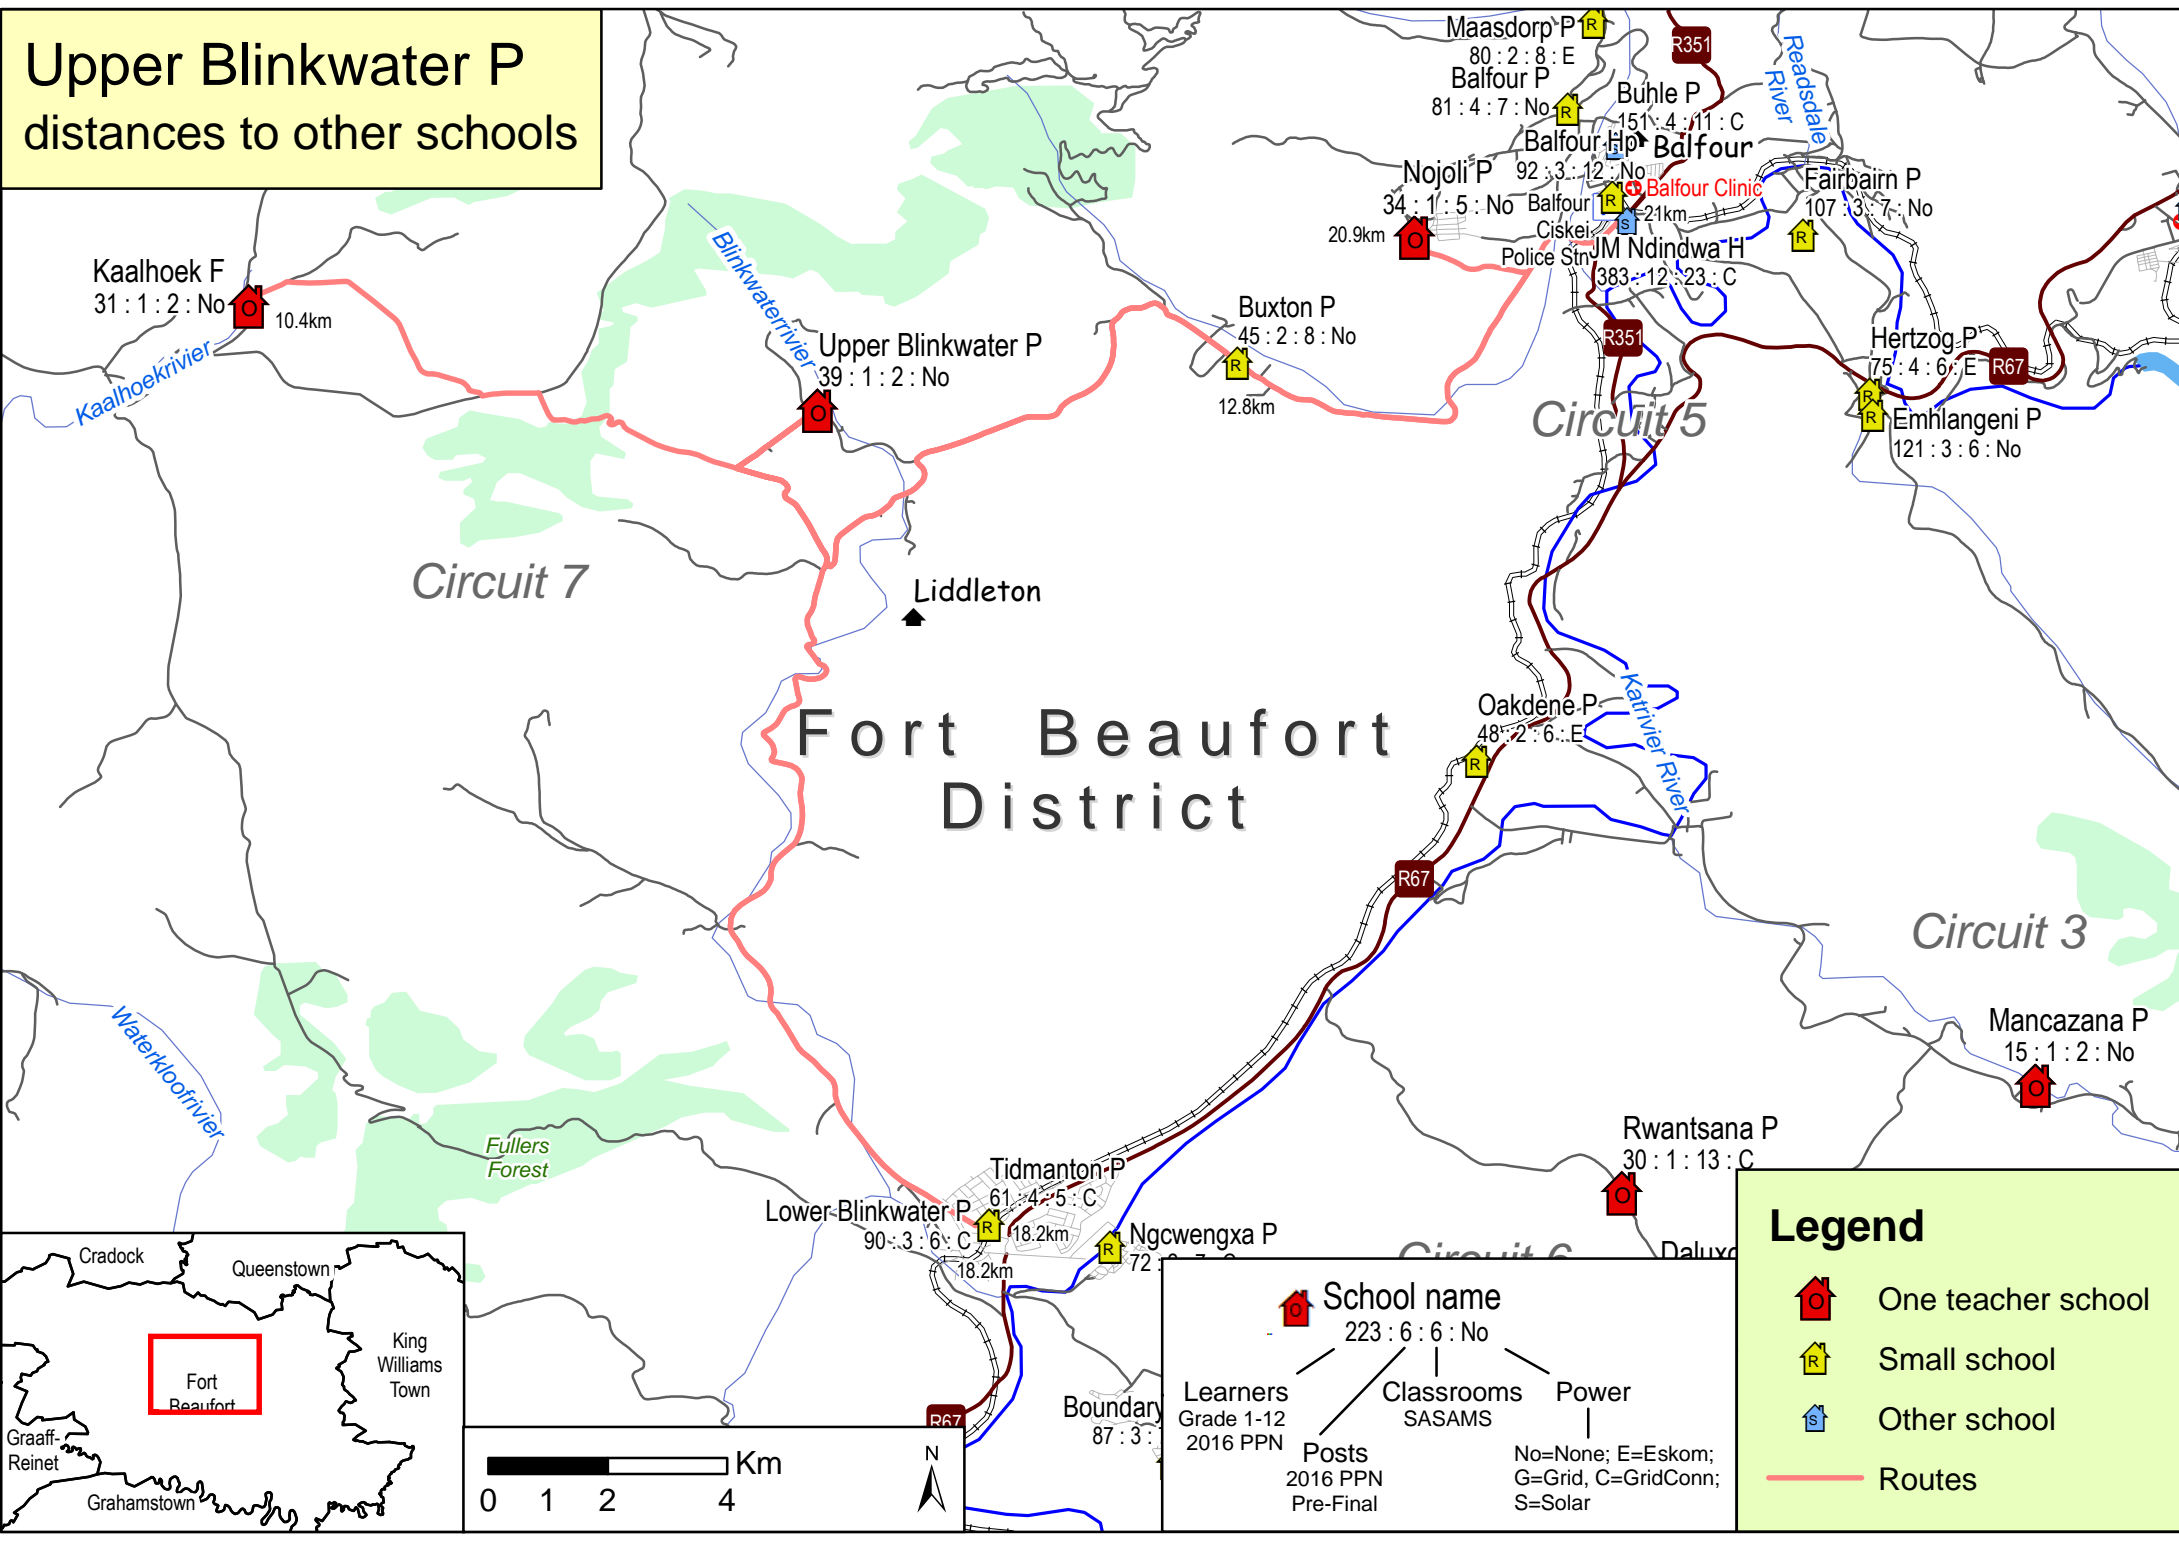 Upper Blinkwater P
distances to other schools
Maasdorp P
80 : 2 : 8 : E
Balfour P
81 : 4 : 7 : No
Buhle P
151 : 4 : 11 : C
Balfour Hp
92 : 3 : 12 : No
Balfour
Balfour Clinic
Nojoli P
34 : 1 : 5 : No
20.9km
Balfour
Ciskei
Police Stn
21km
JM Ndindwa H
383 : 12 : 23 : C
Fairbairn P
107 : 3 : 7 : No
R351
Readsdale
River
Kaalhoek F
31 : 1 : 2 : No
10.4km
Kaalhoekrivier
Blinkwaterrivier
Upper Blinkwater P
39 : 1 : 2 : No
Buxton P
45 : 2 : 8 : No
12.8km
R351
Hertzog P
75 : 4 : 6 : E
R67
Emhlangeni P
121 : 3 : 6 : No
Circuit 5
Circuit 7
Liddleton
Fort Beaufort
District
Oakdene P
48 : 2 : 6 : E
Katrivier River
R67
Circuit 3
Mancazana P
15 : 1 : 2 : No
Waterkloofrivier
Fullers
Forest
Rwantsana P
30 : 1 : 13 : C
Tidmanton P
61 : 4 : 5 : C
Lower Blinkwater P
90 : 3 : 6 : C
18.2km
18.2km
Ngcwengxa P
72
Circuit 6
R67
Boundary
87 : 3 :
Cradock
Queenstown
King
Williams
Town
Fort
Beaufort
Graaff-
Reinet
Grahamstown
Km
0 1 2 4
N
School name
223 : 6 : 6 : No
Learners
Grade 1-12
2016 PPN
Posts
2016 PPN
Pre-Final
Classrooms
SASAMS
Power
No=None; E=Eskom;
G=Grid, C=GridConn;
S=Solar
Legend
O One teacher school
R Small school
S Other school
Routes